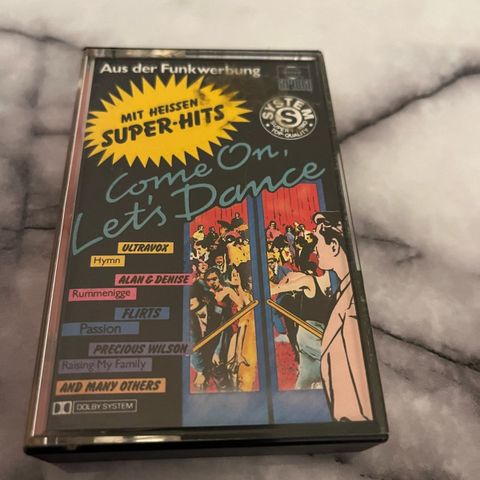 Aus der Funkwerbung
ariola
MIT HEISSEN
SUPER-HITS
SYSTEM
S
TOP-QUALITY
Come On,
Let's Dance
ULTRAVOX
Hymn
ALAN & DENISE
Rummenigge
FLIRTS
Passion
PRECIOUS WILSON
Raising My Family
AND MANY OTHERS
DOLBY SYSTEM